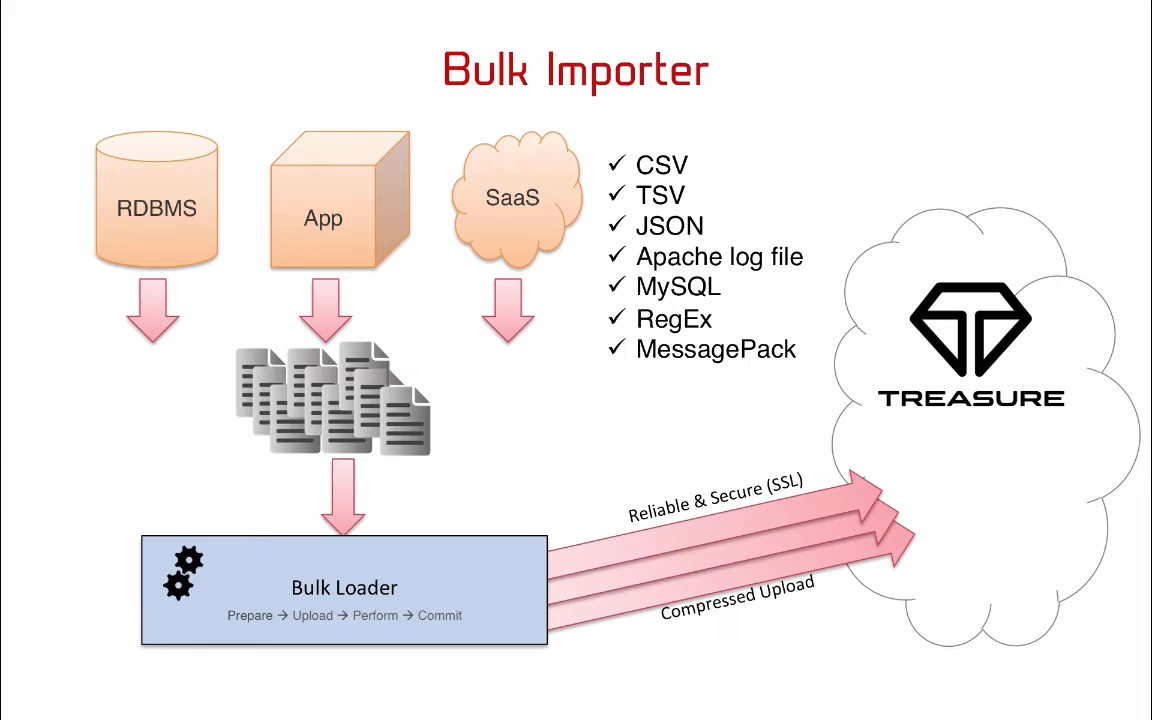 Bulk Importer
RDBMS
App
SaaS
✓ CSV
✓ TSV
✓ JSON
✓ Apache log file
✓ MySQL
✓ RegEx
✓ MessagePack
TREASURE
Reliable & Secure (SSL)
Compressed Upload
Bulk Loader
Prepare → Upload → Perform → Commit